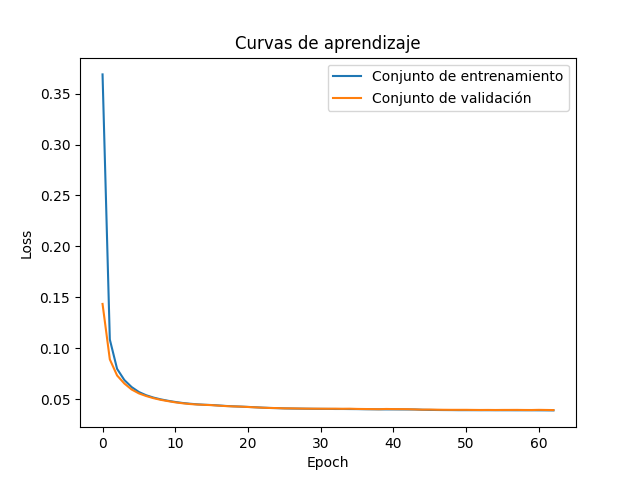 Curvas de aprendizaje
Conjunto de entrenamiento
Conjunto de validación
Loss
0.35
0.30
0.25
0.20
0.15
0.10
0.05
0 10 20 30 40 50 60
Epoch